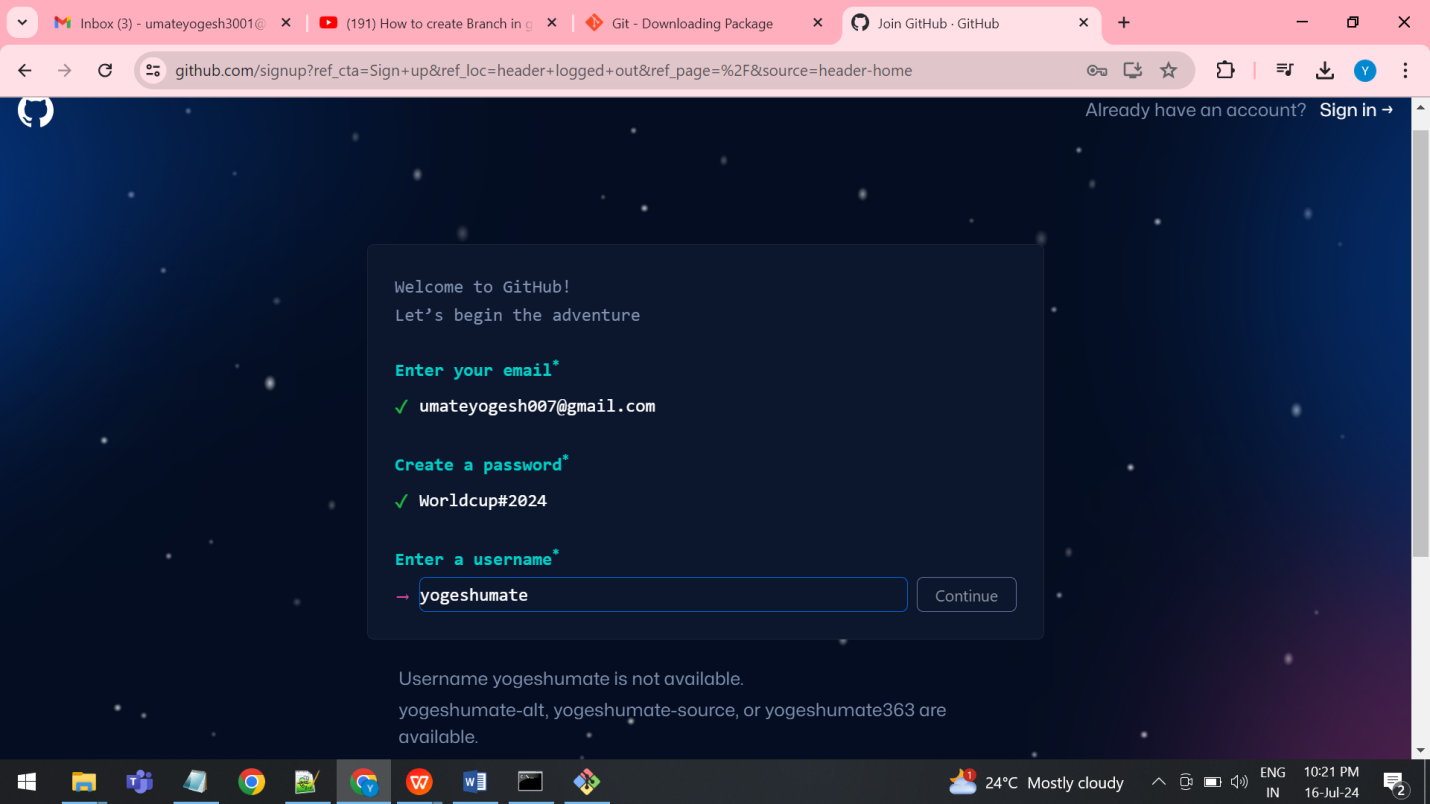 Inbox (3) - umateyogesh3001@
(191) How to create Branch in g
Git - Downloading Package
Join GitHub · GitHub
github.com/signup?ref_cta=Sign+up&ref_loc=header+logged+out&ref_page=%2F&source=header-home
Y
Already have an account? Sign in →
Welcome to GitHub!
Let’s begin the adventure
Enter your email*
✓ umateyogesh007@gmail.com
Create a password*
✓ Worldcup#2024
Enter a username*
→ yogeshumate Continue
Username yogeshumate is not available.
yogeshumate-alt, yogeshumate-source, or yogeshumate363 are
available.
1 24°C Mostly cloudy
ENG
IN
10:21 PM
16-Jul-24
2